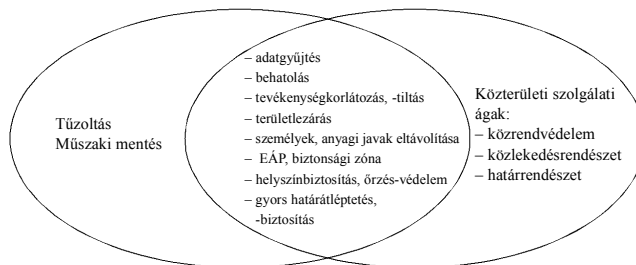 Tűzoltás
Műszaki mentés
– adatgyűjtés
– behatolás
– tevékenységkorlátozás, -tiltás
– területlezárás
– személyek, anyagi javak eltávolítása
– EÁP, biztonsági zóna
– helyszínbiztosítás, őrzés-védelem
– gyors határátléptetés,
-biztosítás
Közterületi szolgálati
ágak:
– közrendvédelem
– közlekedésrendészet
– határrendészet